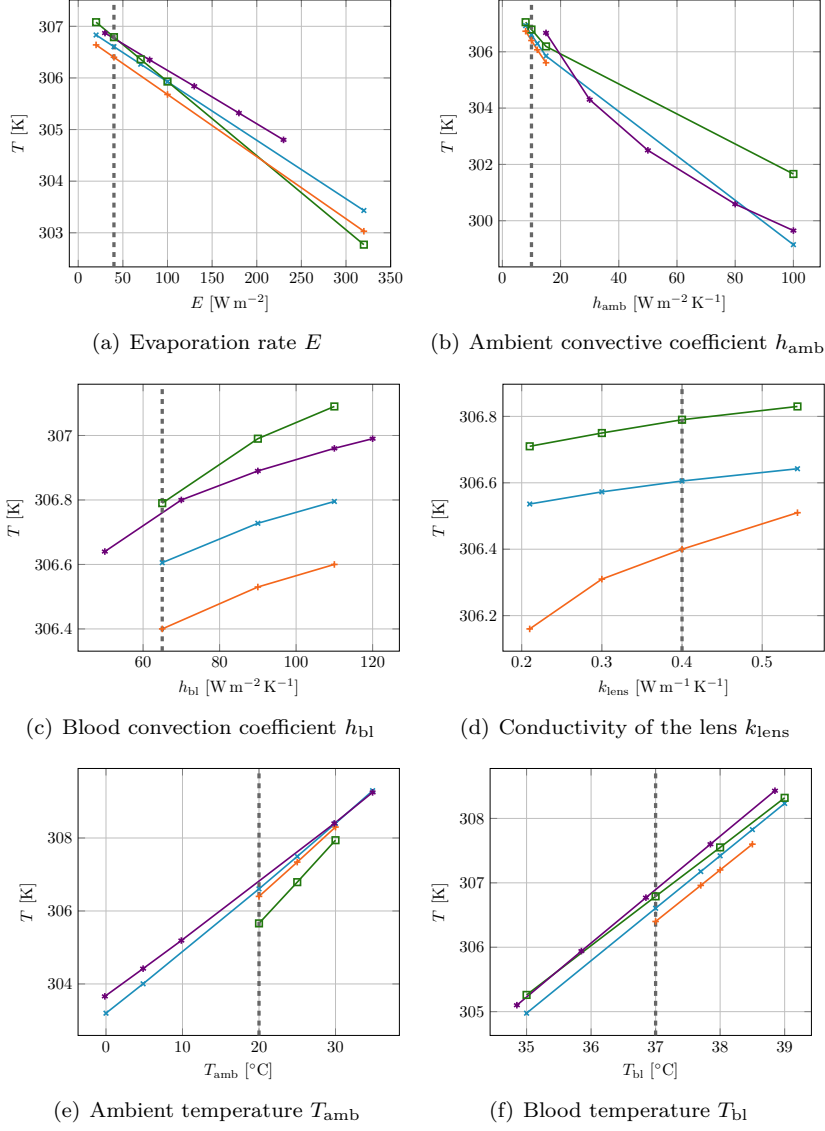 307
306
305
304
303
T [K]
0 50 100 150 200 250 300 350
E [W m⁻²]
(a) Evaporation rate E
306
304
302
300
T [K]
0 20 40 60 80 100
h_amb [W m⁻² K⁻¹]
(b) Ambient convective coefficient h_amb
307
306.8
306.6
306.4
T [K]
60 80 100 120
h_bl [W m⁻² K⁻¹]
(c) Blood convection coefficient h_bl
306.8
306.6
306.4
306.2
T [K]
0.2 0.3 0.4 0.5
k_lens [W m⁻¹ K⁻¹]
(d) Conductivity of the lens k_lens
308
306
304
T [K]
0 10 20 30
T_amb [°C]
(e) Ambient temperature T_amb
308
307
306
305
T [K]
35 36 37 38 39
T_bl [°C]
(f) Blood temperature T_bl